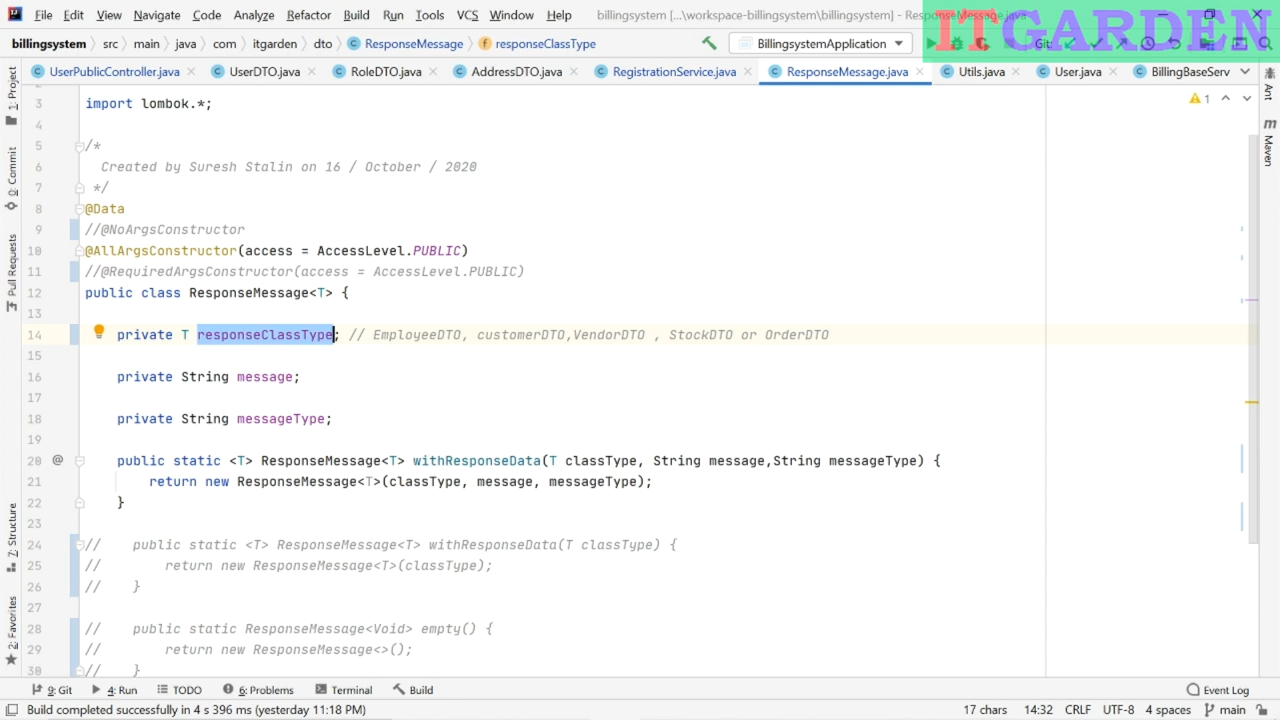 File Edit View Navigate Code Analyze Refactor Build Run Tools VCS Window Help billingsystem [...\workspace-billingsystem\billingsystem] - ResponseMessage.java
ITGARDEN
billingsystem src main java com itgarden dto ResponseMessage responseClassType BillingsystemApplication Git:
UserPublicController.java UserDTO.java RoleDTO.java AddressDTO.java RegistrationService.java ResponseMessage.java Utils.java User.java BillingBaseServ
1: Project
0: Commit
Pull Requests
7: Structure
2: Favorites
Ant
Maven
1
3 import lombok.*;
4
5 /*
6 Created by Suresh Stalin on 16 / October / 2020
7 */
8 @Data
9 //@NoArgsConstructor
10 @AllArgsConstructor(access = AccessLevel.PUBLIC)
11 //@RequiredArgsConstructor(access = AccessLevel.PUBLIC)
12 public class ResponseMessage<T> {
13
14 private T responseClassType; // EmployeeDTO, customerDTO,VendorDTO , StockDTO or OrderDTO
15
16 private String message;
17
18 private String messageType;
19
20 @ public static <T> ResponseMessage<T> withResponseData(T classType, String message,String messageType) {
21 return new ResponseMessage<T>(classType, message, messageType);
22 }
23
24 // public static <T> ResponseMessage<T> withResponseData(T classType) {
25 // return new ResponseMessage<T>(classType);
26 // }
27
28 // public static ResponseMessage<Void> empty() {
29 // return new ResponseMessage<>();
30 // }
9: Git 4: Run TODO 6: Problems Terminal Build Event Log
Build completed successfully in 4 s 396 ms (yesterday 11:18 PM) 17 chars 14:32 CRLF UTF-8 4 spaces main